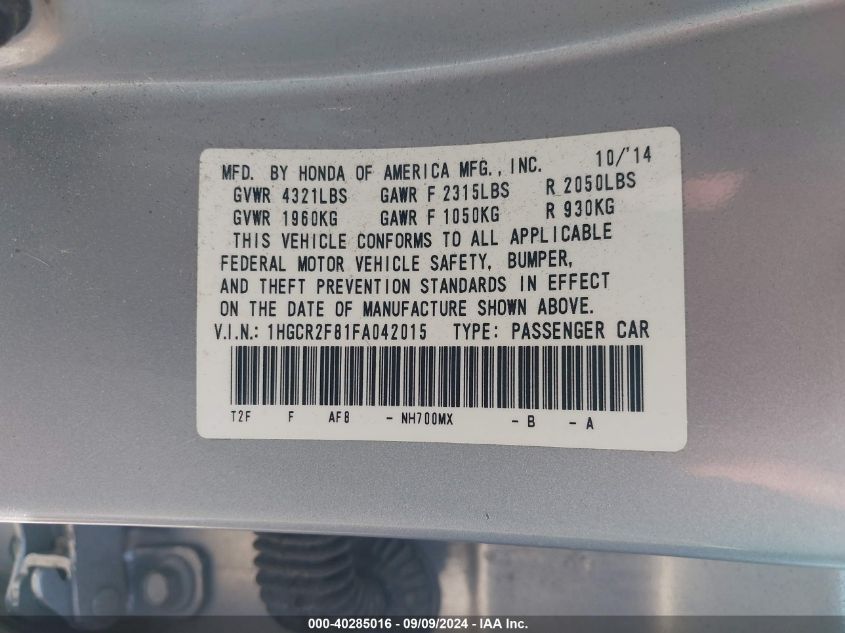 MFD. BY HONDA OF AMERICA MFG., INC. 10/'14
GVWR 4321LBS GAWR F 2315LBS R 2050LBS
GVWR 1960KG GAWR F 1050KG R 930KG
THIS VEHICLE CONFORMS TO ALL APPLICABLE
FEDERAL MOTOR VEHICLE SAFETY, BUMPER,
AND THEFT PREVENTION STANDARDS IN EFFECT
ON THE DATE OF MANUFACTURE SHOWN ABOVE.
V.I.N.: 1HGCR2F81FA042015 TYPE: PASSENGER CAR
T2F F AF8 - NH700MX - B - A
000-40285016 - 09/09/2024 - IAA Inc.